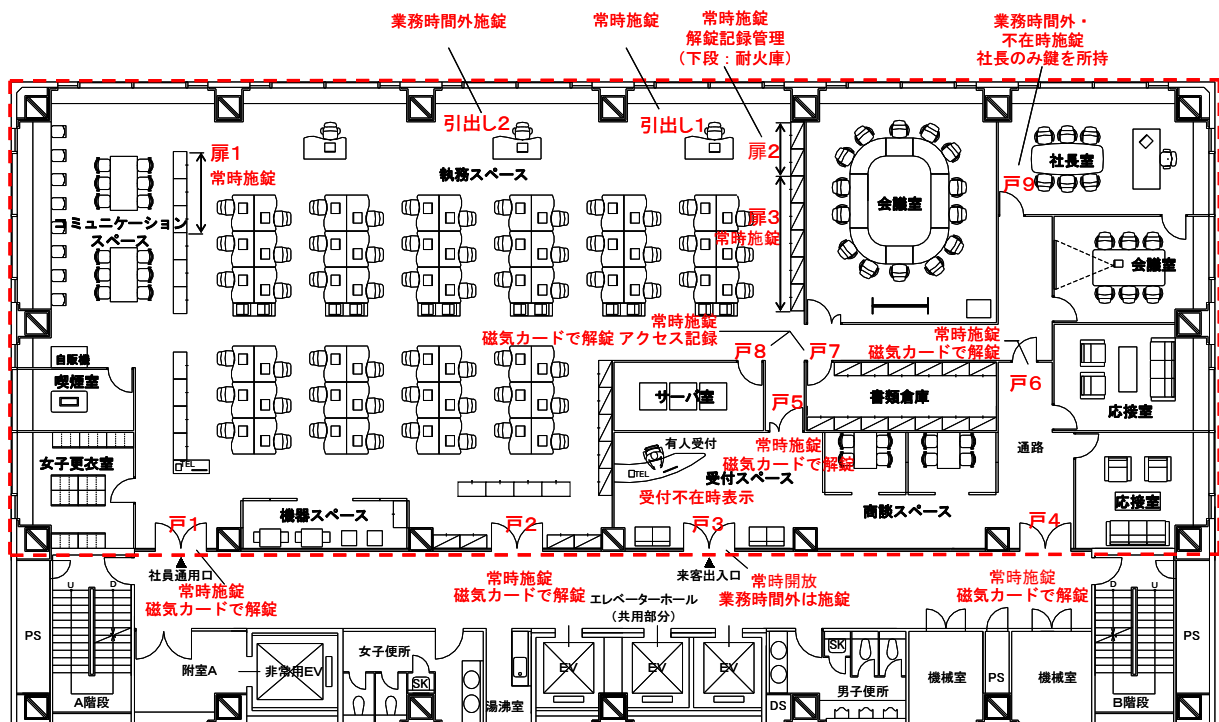 業務時間外施錠
常時施錠
常時施錠
解錠記録管理
(下段:耐火庫)
業務時間外・
不在時施錠
社長のみ鍵を所持
引出し2
引出し1
扉1
常時施錠
執務スペース
扉2
扉3
常時施錠
会議室
社長室
戸9
コミュニケーション
スペース
会議室
常時施錠
磁気カードで解錠 アクセス記録
常時施錠
磁気カードで解錠
戸8
戸7
戸6
自販機
喫煙室
サーバ室
戸5
書類倉庫
応接室
女子更衣室
TEL
有人受付
常時施錠
磁気カードで解錠
TEL
受付スペース
受付不在時表示
通路
機器スペース
商談スペース
応接室
戸1
戸2
戸3
戸4
社員通用口
常時施錠
磁気カードで解錠
常時施錠
磁気カードで解錠
来客出入口
常時開放
業務時間外は施錠
常時施錠
磁気カードで解錠
エレベーターホール
(共用部分)
U
D
D
U
PS
附室A
非常用EV
女子便所
SK
湯沸室
EV
EV
EV
DS
SK
男子便所
機械室
PS
機械室
PS
A階段
B階段